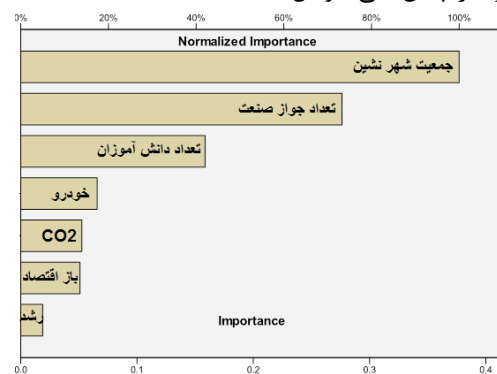 0% 20% 40% 60% 80% 100%
Normalized Importance
جمعیت شهر نشین
تعداد جواز صنعت
تعداد دانش آموزان
خودرو
CO2
باز اقتصاد
رشد
Importance
0.0 0.1 0.2 0.3 0.4